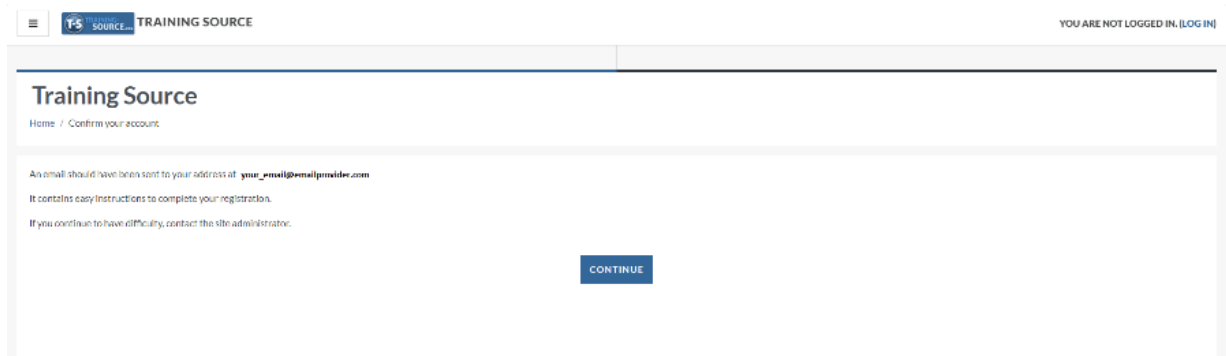 T-S TRAINING SOURCE... TRAINING SOURCE
YOU ARE NOT LOGGED IN. (LOG IN)
Training Source
Home / Confirm your account
An email should have been sent to your address at your_email@emailprovider.com
It contains easy instructions to complete your registration.
If you continue to have difficulty, contact the site administrator.
CONTINUE